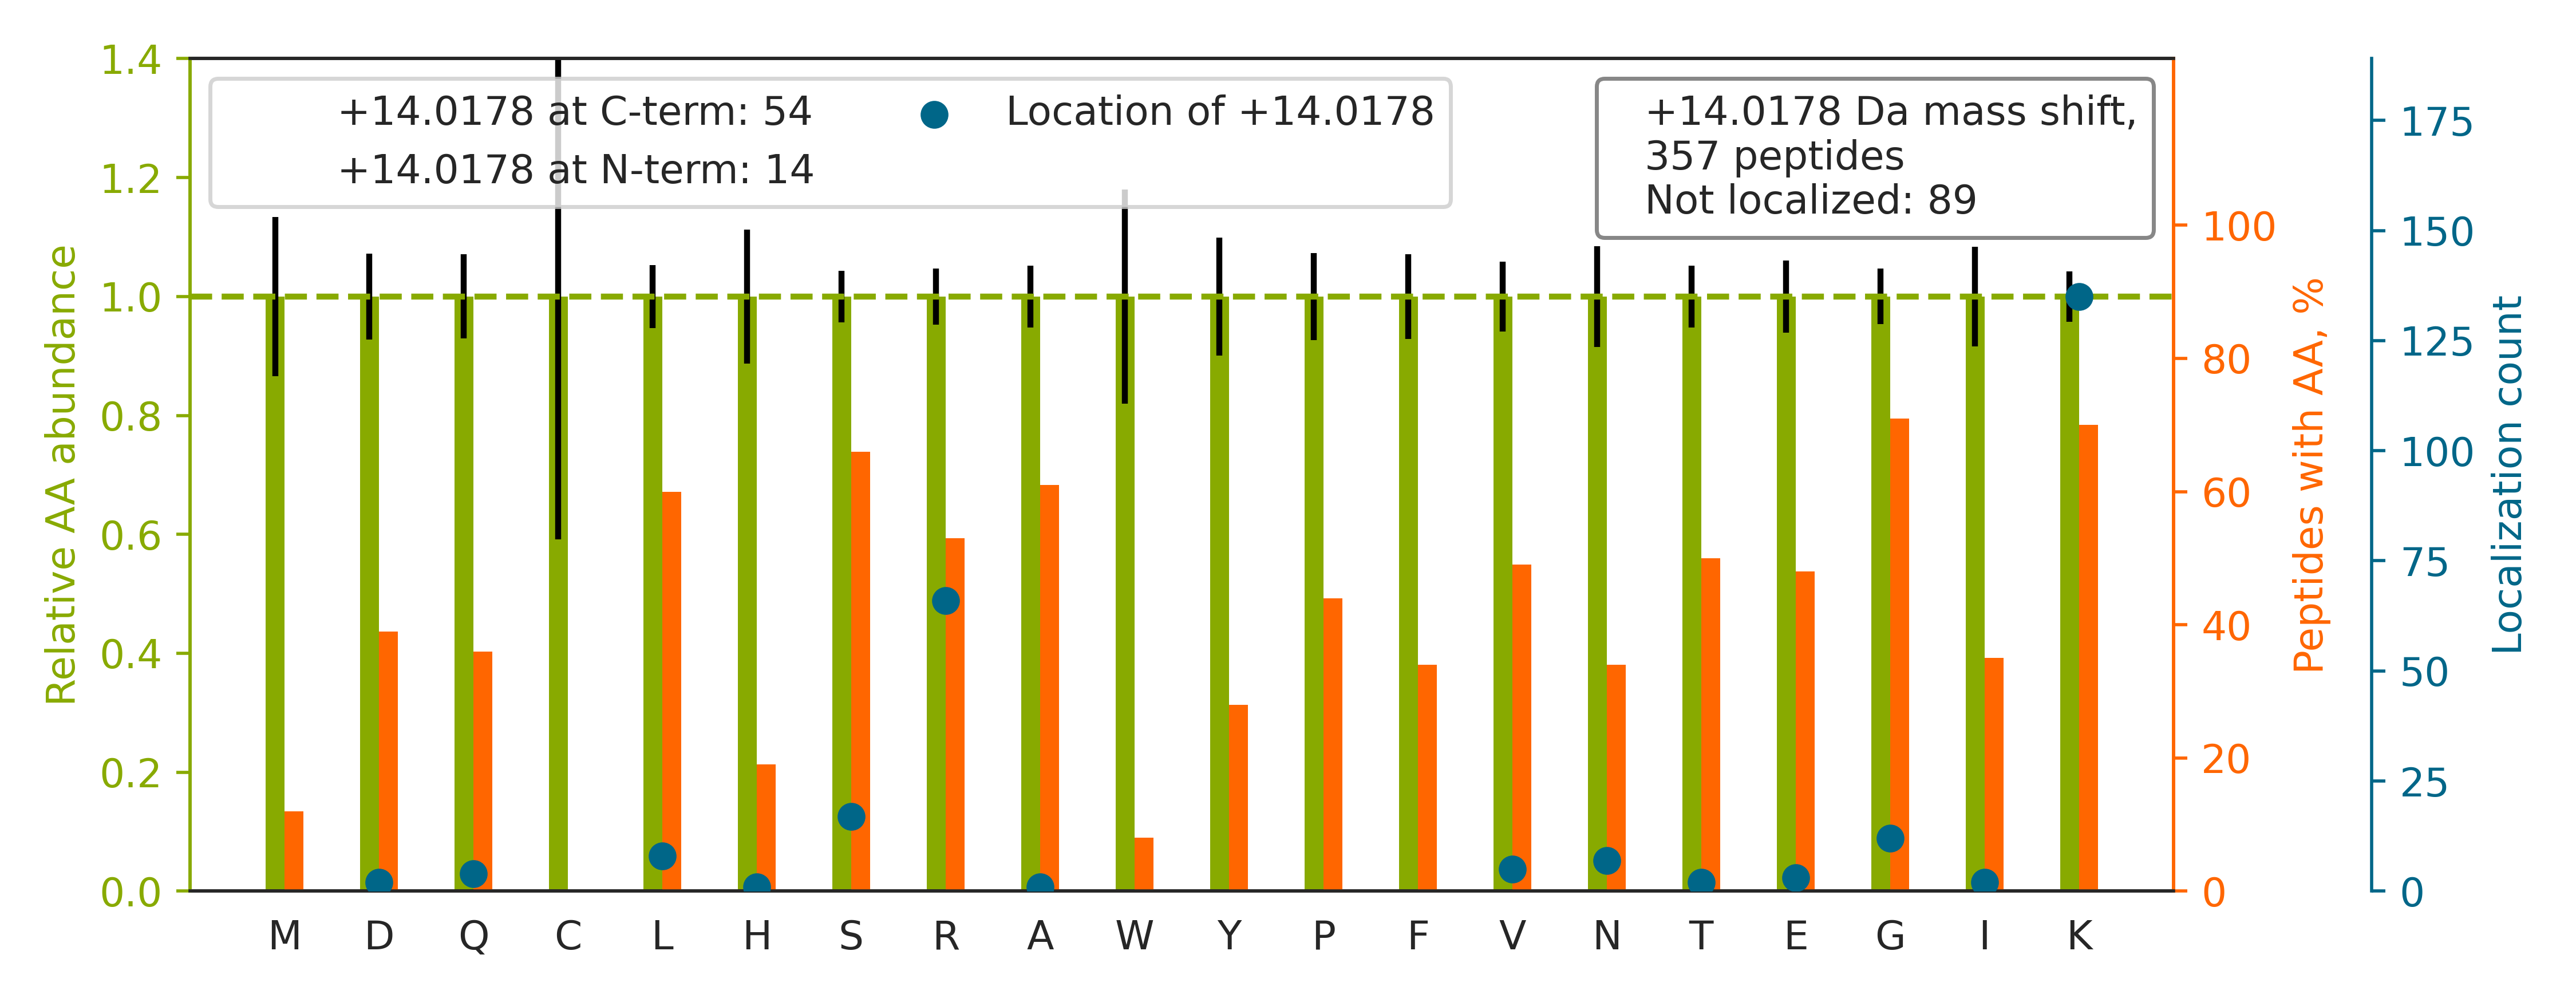 1.4
1.2
1.0
0.8
0.6
0.4
0.2
0.0
Relative AA abundance
+14.0178 at C-term: 54
+14.0178 at N-term: 14
Location of +14.0178
+14.0178 Da mass shift,
357 peptides
Not localized: 89
100
80
60
40
20
0
Peptides with AA, %
175
150
125
100
75
50
25
0
Localization count
M D Q C L H S R A W Y P F V N T E G I K